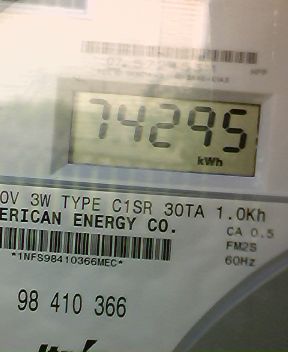 74295
kWh
0V 3W TYPE C1SR 30TA 1.0Kh
ERICAN ENERGY CO.
CA 0.5
FM2S
60Hz
*1NFS98410366MEC*
98 410 366